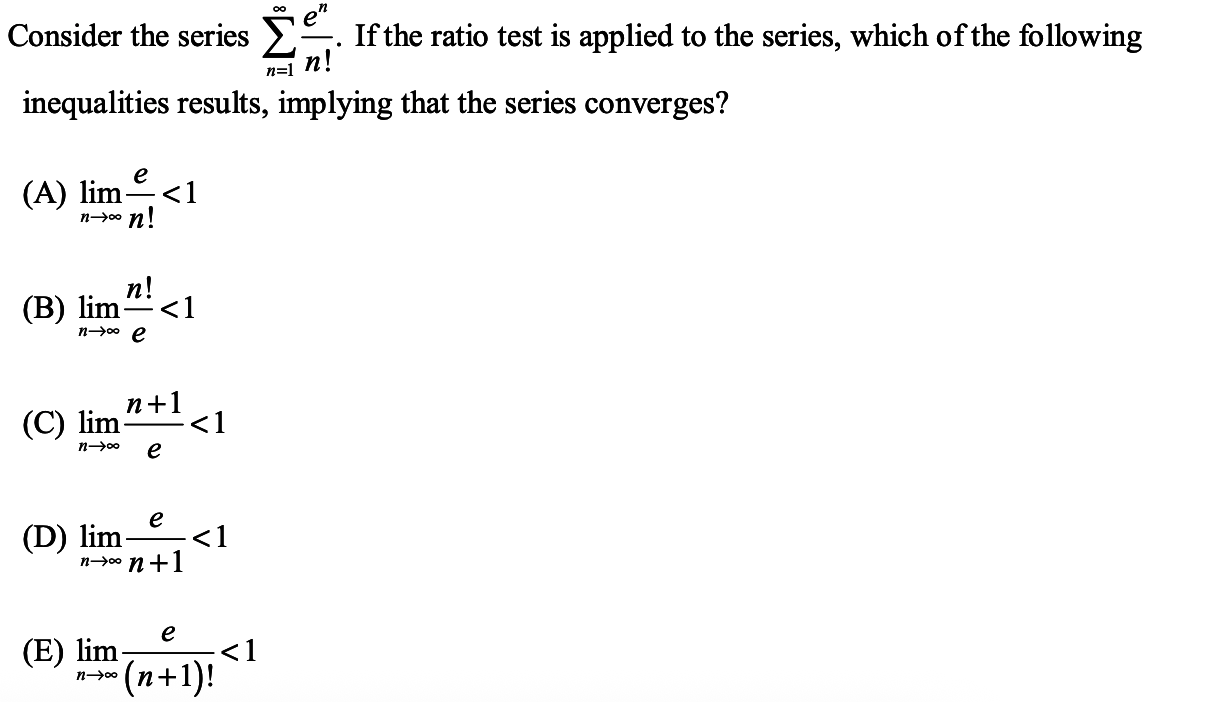 Consider the series $\sum_{n=1}^{\infty} \frac{e^n}{n!}$. If the ratio test is applied to the series, which of the following
inequalities results, implying that the series converges?
(A) $\lim_{n \to \infty} \frac{e}{n!} < 1$
(B) $\lim_{n \to \infty} \frac{n!}{e} < 1$
(C) $\lim_{n \to \infty} \frac{n+1}{e} < 1$
(D) $\lim_{n \to \infty} \frac{e}{n+1} < 1$
(E) $\lim_{n \to \infty} \frac{e}{(n+1)!} < 1$